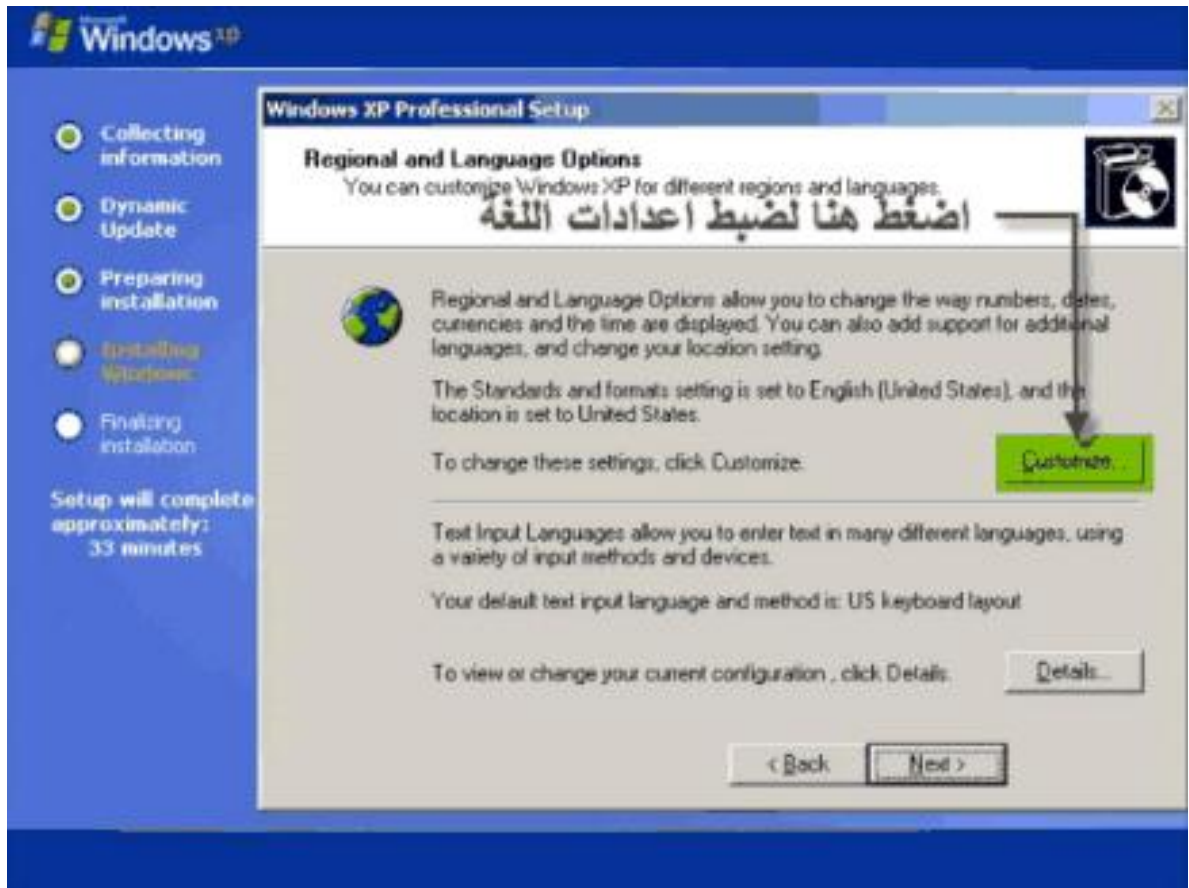 Microsoft
Windows xp
Collecting
information
Dynamic
Update
Preparing
installation
Installing
Windows
Finalizing
installation
Setup will complete
approximately:
33 minutes
Windows XP Professional Setup
Regional and Language Options
You can customize Windows XP for different regions and languages.
اضغط هنا لضبط اعدادات اللغة
Regional and Language Options allow you to change the way numbers, dates,
currencies and the time are displayed. You can also add support for additional
languages, and change your location setting.
The Standards and formats setting is set to English (United States), and the
location is set to United States.
To change these settings, click Customize.
Customize...
Text Input Languages allow you to enter text in many different languages, using
a variety of input methods and devices.
Your default text input language and method is: US keyboard layout
To view or change your current configuration , click Details.
Details...
< Back
Next >